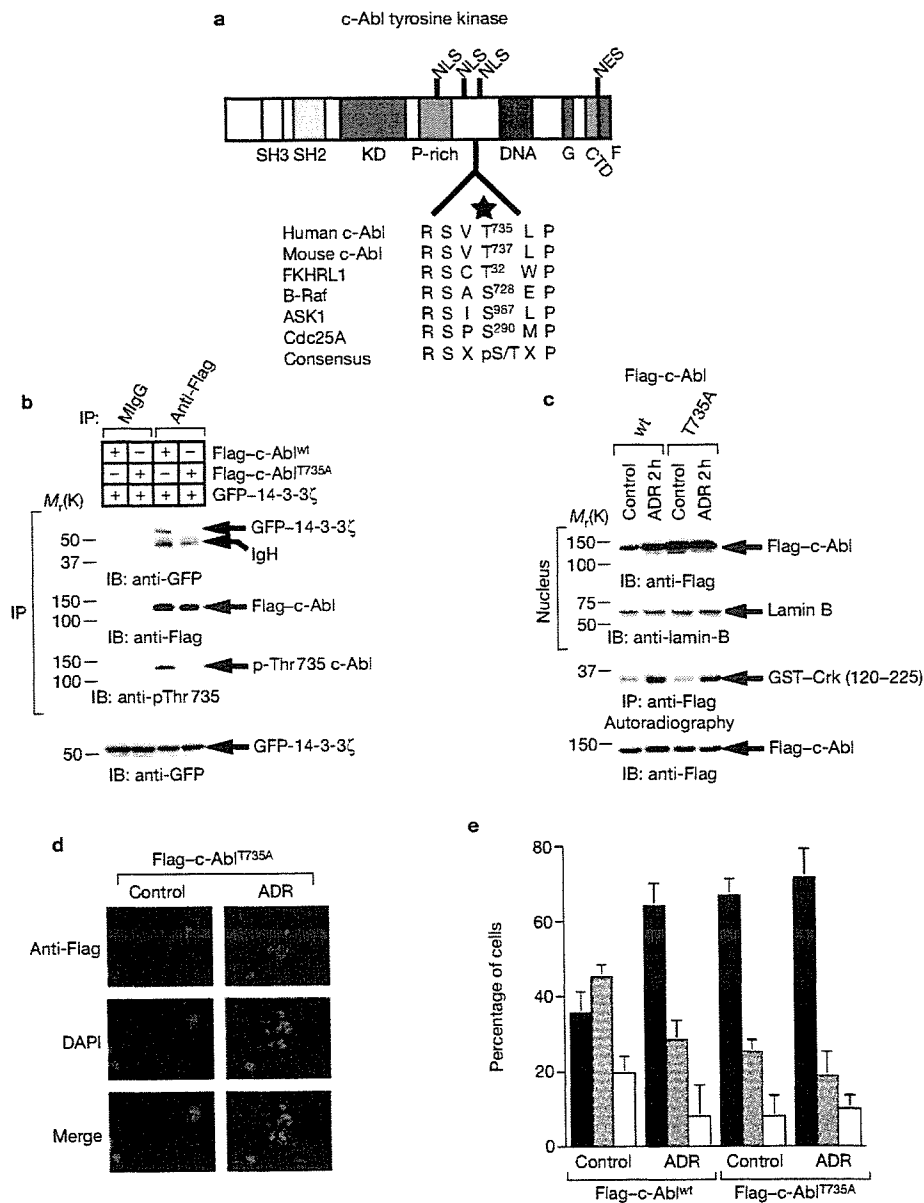 a
c-Abl tyrosine kinase
NLS NLS NLS NES
SH3 SH2 KD P-rich DNA G CTD F
Human c-Abl R S V T735 L P
Mouse c-Abl R S V T737 L P
FKHRL1 R S C T32 W P
B-Raf R S A S728 E P
ASK1 R S I S967 L P
Cdc25A R S P S290 M P
Consensus R S X pS/T X P
b
IP: MIgG Anti-Flag
+ − + − Flag–c-Ablwt
− + − + Flag–c-AblT735A
+ + + + GFP–14-3-3ζ
Mr(K)
IP
50
37
GFP–14-3-3ζ
IgH
IB: anti-GFP
150
100
Flag–c-Abl
IB: anti-Flag
150
100
p-Thr735 c-Abl
IB: anti-pThr 735
50
GFP-14-3-3ζ
IB: anti-GFP
c
Flag-c-Abl
wt T735A
Control ADR 2 h Control ADR 2 h
Mr(K)
Nucleus
150
100
Flag–c-Abl
IB: anti-Flag
75
50
Lamin B
IB: anti-lamin-B
37
GST–Crk (120–225)
IP: anti-Flag
Autoradiography
150
Flag–c-Abl
IB: anti-Flag
d
Flag–c-AblT735A
Control ADR
Anti-Flag
DAPI
Merge
e
Percentage of cells
80
60
40
20
0
Control ADR Control ADR
Flag–c-Ablwt Flag–c-AblT735A